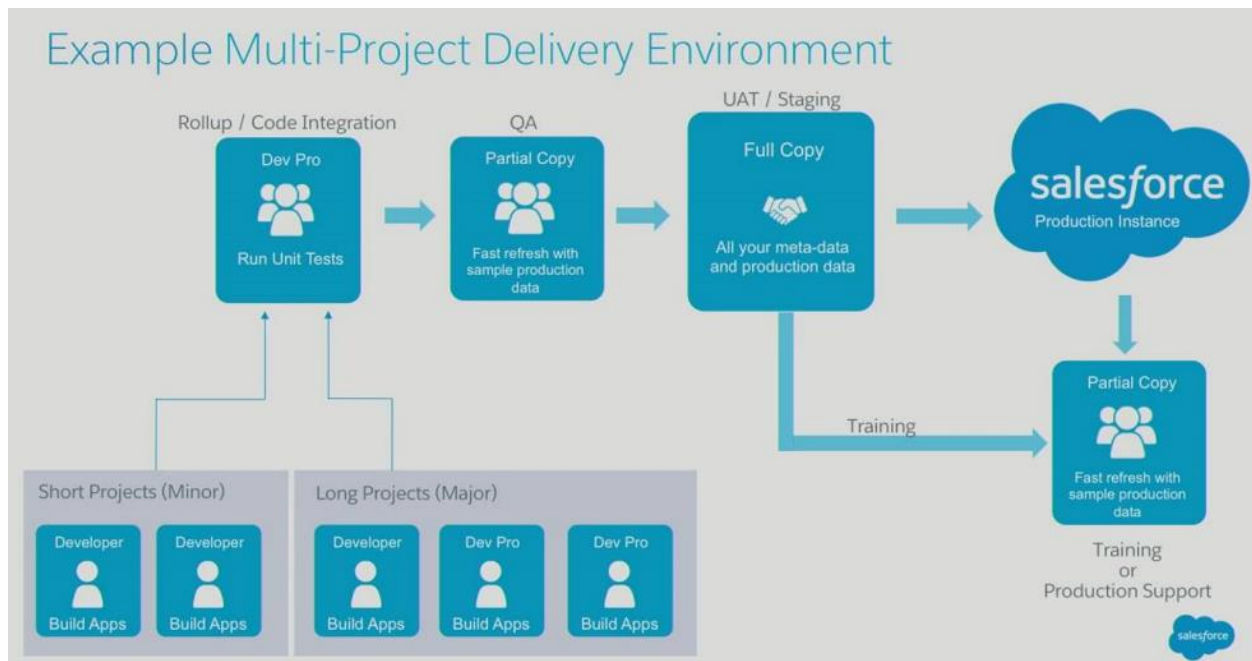 Example Multi-Project Delivery Environment
Rollup / Code Integration
Dev Pro
Run Unit Tests
QA
Partial Copy
Fast refresh with
sample production
data
UAT / Staging
Full Copy
All your meta-data
and production data
salesforce
Production Instance
Training
Partial Copy
Fast refresh with
sample production
data
Training
or
Production Support
Short Projects (Minor)
Developer
Build Apps
Developer
Build Apps
Long Projects (Major)
Developer
Build Apps
Dev Pro
Build Apps
Dev Pro
Build Apps
salesforce